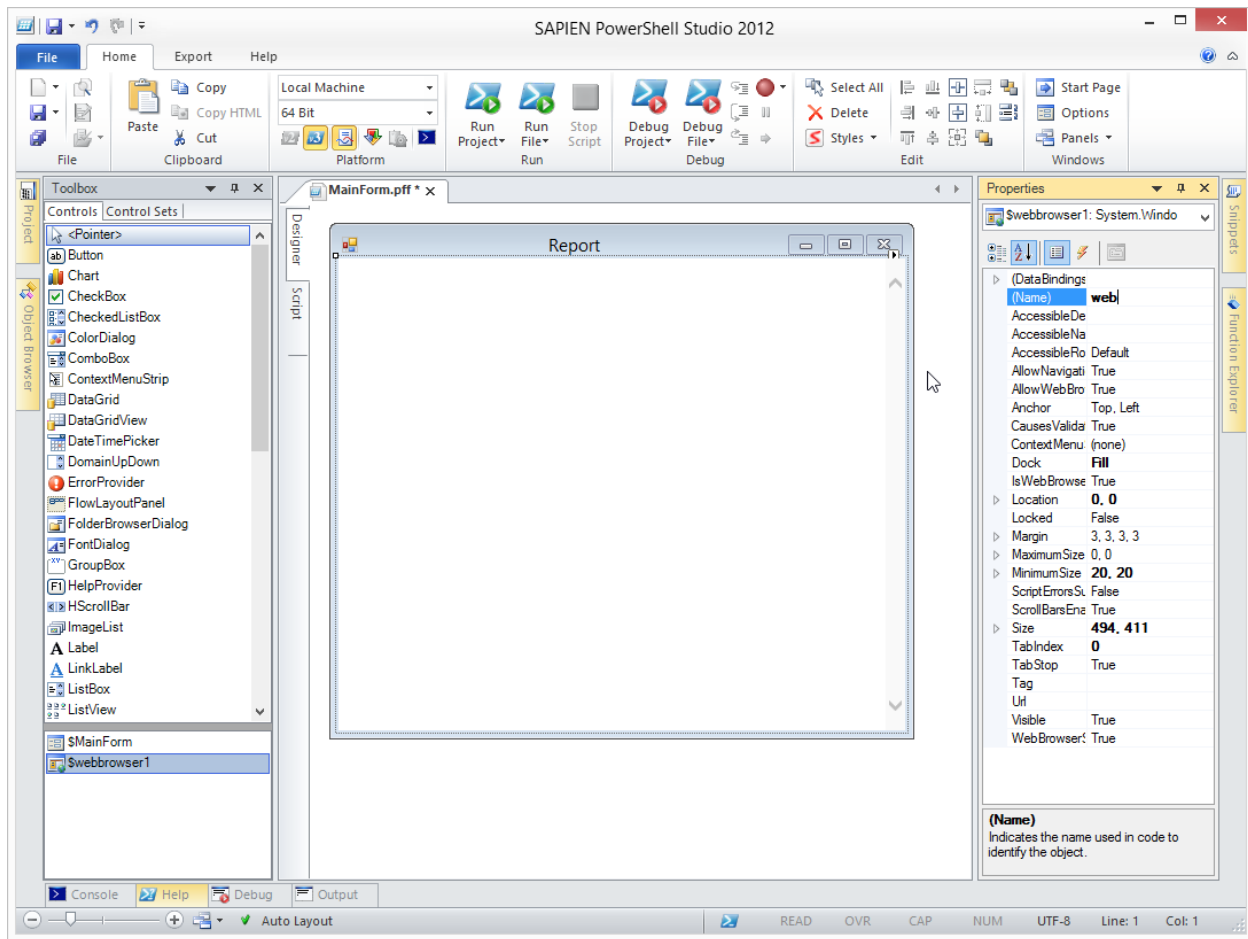 SAPIEN PowerShell Studio 2012
File
Home
Export
Help
Copy
Copy HTML
Cut
Paste
Local Machine
64 Bit
Run Project
Run File
Stop Script
Debug Project
Debug File
Select All
Delete
Styles
Start Page
Options
Panels
File
Clipboard
Platform
Run
Debug
Edit
Windows
Project
Object Browser
Toolbox
Controls
Control Sets
<Pointer>
Button
Chart
CheckBox
CheckedListBox
ColorDialog
ComboBox
ContextMenuStrip
DataGrid
DataGridView
DateTimePicker
DomainUpDown
ErrorProvider
FlowLayoutPanel
FolderBrowserDialog
FontDialog
GroupBox
HelpProvider
HScrollBar
ImageList
Label
LinkLabel
ListBox
ListView
$MainForm
$webbrowser1
MainForm.pff *
Designer
Script
Report
Properties
$webbrowser1: System.Windo
(DataBindings
(Name) web
AccessibleDe
AccessibleNa
AccessibleRo Default
AllowNavigati True
AllowWebBro True
Anchor Top, Left
CausesValida True
ContextMenu (none)
Dock Fill
IsWebBrowse True
Location 0, 0
Locked False
Margin 3, 3, 3, 3
MaximumSize 0, 0
MinimumSize 20, 20
ScriptErrorsSu False
ScrollBarsEna True
Size 494, 411
TabIndex 0
TabStop True
Tag
Url
Visible True
WebBrowserS True
(Name)
Indicates the name used in code to
identify the object.
Snippets
Function Explorer
Console
Help
Debug
Output
Auto Layout
READ OVR CAP NUM UTF-8 Line: 1 Col: 1